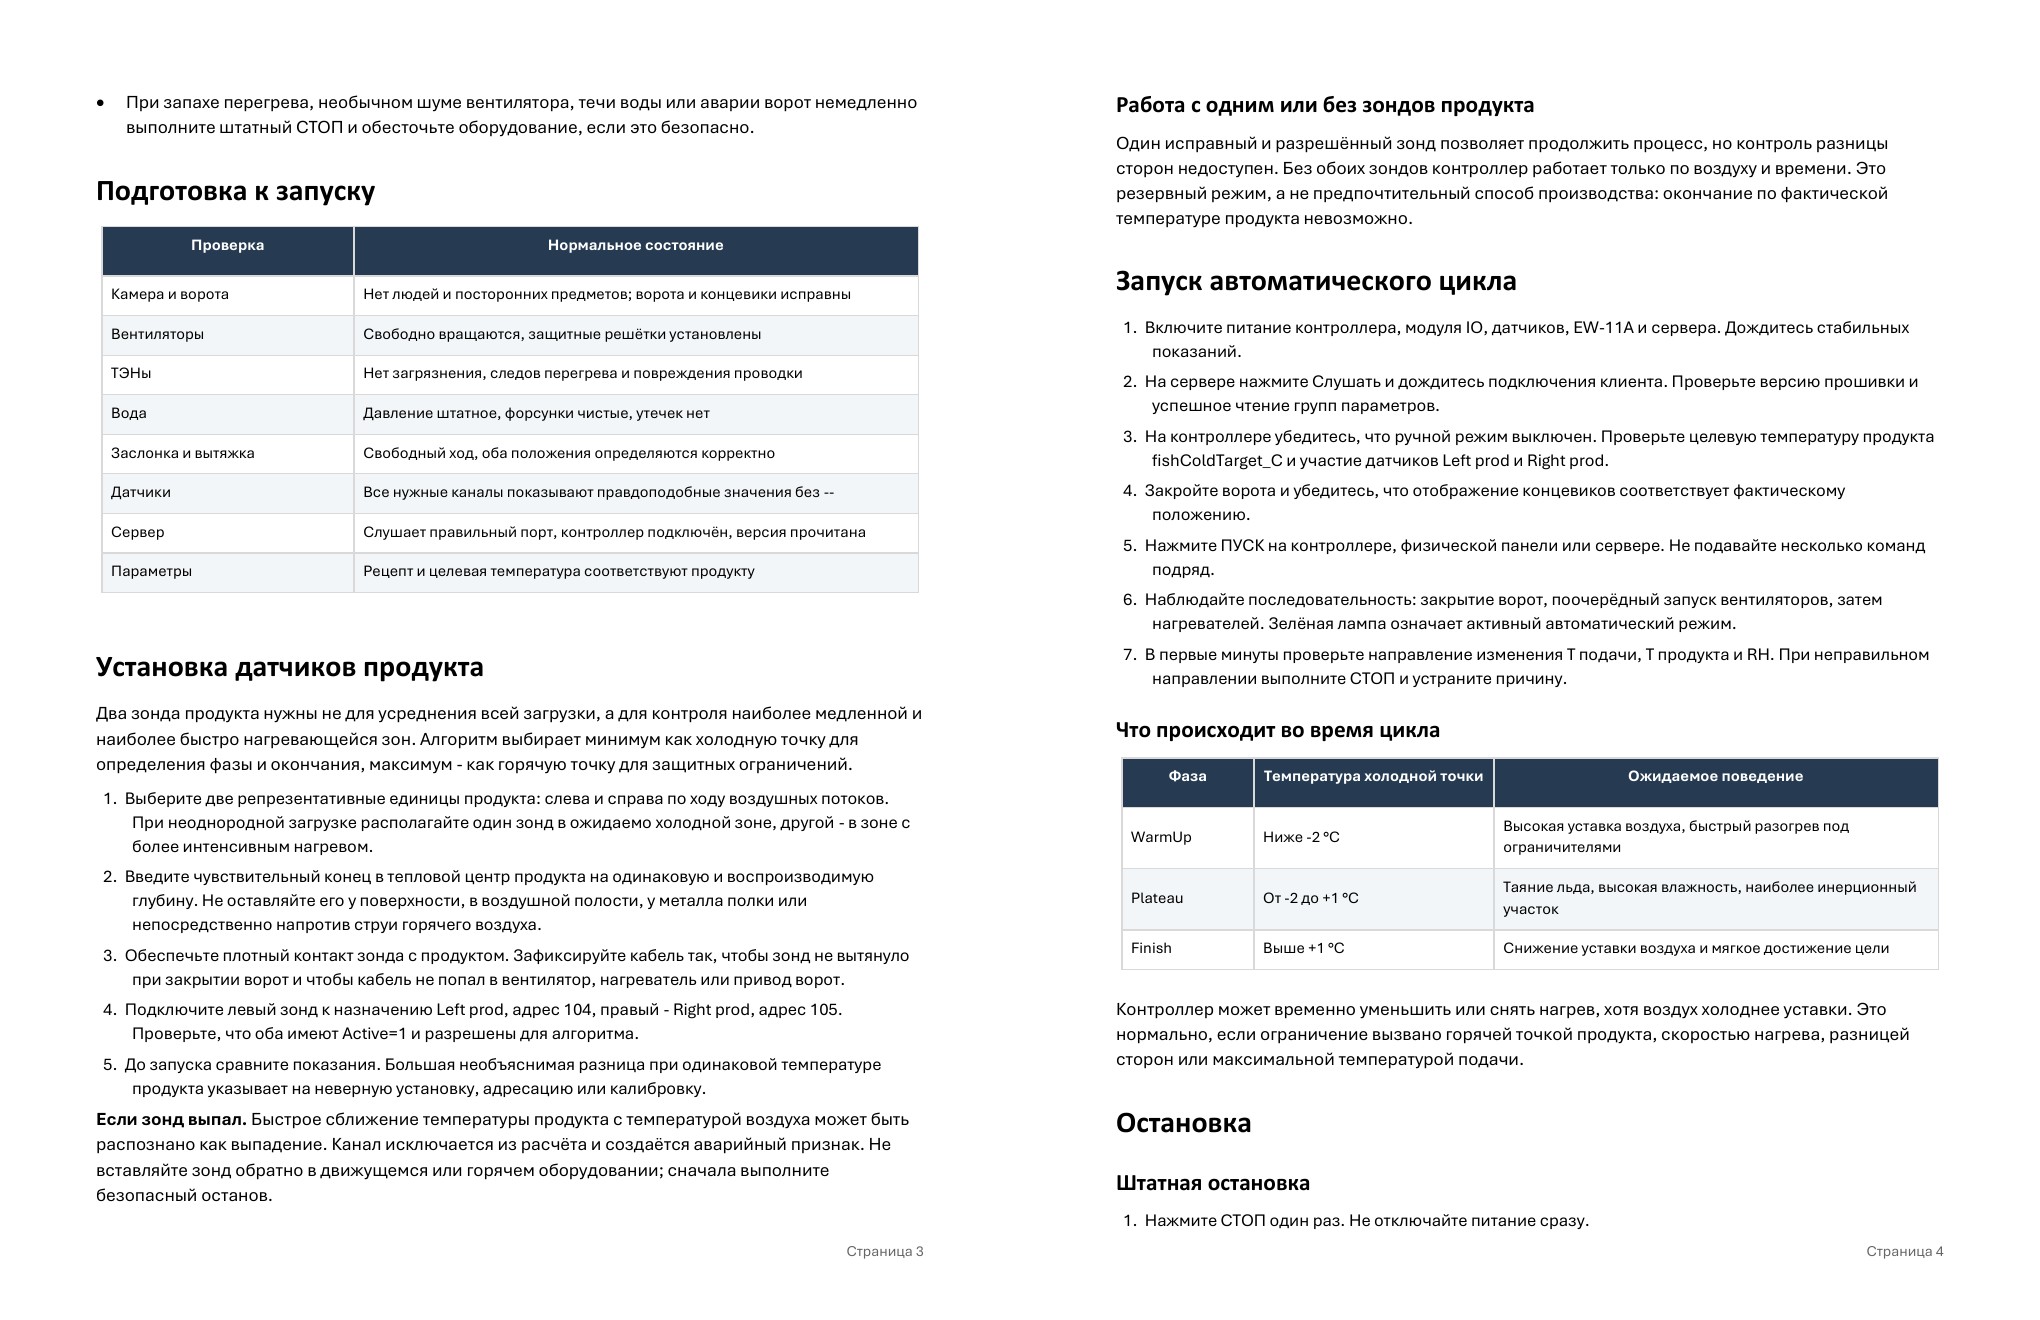 • При запахе перегрева, необычном шуме вентилятора, течи воды или аварии ворот немедленно
выполните штатный СТОП и обесточьте оборудование, если это безопасно.
Подготовка к запуску
Проверка Нормальное состояние
Камера и ворота Нет людей и посторонних предметов; ворота и концевики исправны
Вентиляторы Свободно вращаются, защитные решётки установлены
ТЭНы Нет загрязнения, следов перегрева и повреждения проводки
Вода Давление штатное, форсунки чистые, утечек нет
Заслонка и вытяжка Свободный ход, оба положения определяются корректно
Датчики Все нужные каналы показывают правдоподобные значения без --
Сервер Слушает правильный порт, контроллер подключён, версия прочитана
Параметры Рецепт и целевая температура соответствуют продукту
Установка датчиков продукта
Два зонда продукта нужны не для усреднения всей загрузки, а для контроля наиболее медленной и
наиболее быстро нагревающейся зон. Алгоритм выбирает минимум как холодную точку для
определения фазы и окончания, максимум - как горячую точку для защитных ограничений.
1. Выберите две репрезентативные единицы продукта: слева и справа по ходу воздушных потоков.
При неоднородной загрузке располагайте один зонд в ожидаемо холодной зоне, другой - в зоне с
более интенсивным нагревом.
2. Введите чувствительный конец в тепловой центр продукта на одинаковую и воспроизводимую
глубину. Не оставляйте его у поверхности, в воздушной полости, у металла полки или
непосредственно напротив струи горячего воздуха.
3. Обеспечьте плотный контакт зонда с продуктом. Зафиксируйте кабель так, чтобы зонд не вытянуло
при закрытии ворот и чтобы кабель не попал в вентилятор, нагреватель или привод ворот.
4. Подключите левый зонд к назначению Left prod, адрес 104, правый - Right prod, адрес 105.
Проверьте, что оба имеют Active=1 и разрешены для алгоритма.
5. До запуска сравните показания. Большая необъяснимая разница при одинаковой температуре
продукта указывает на неверную установку, адресацию или калибровку.
Если зонд выпал. Быстрое сближение температуры продукта с температурой воздуха может быть
распознано как выпадение. Канал исключается из расчёта и создаётся аварийный признак. Не
вставляйте зонд обратно в движущемся или горячем оборудовании; сначала выполните
безопасный останов.
Страница 3
Работа с одним или без зондов продукта
Один исправный и разрешённый зонд позволяет продолжить процесс, но контроль разницы
сторон недоступен. Без обоих зондов контроллер работает только по воздуху и времени. Это
резервный режим, а не предпочтительный способ производства: окончание по фактической
температуре продукта невозможно.
Запуск автоматического цикла
1. Включите питание контроллера, модуля IO, датчиков, EW-11A и сервера. Дождитесь стабильных
показаний.
2. На сервере нажмите Слушать и дождитесь подключения клиента. Проверьте версию прошивки и
успешное чтение групп параметров.
3. На контроллере убедитесь, что ручной режим выключен. Проверьте целевую температуру продукта
fishColdTarget_C и участие датчиков Left prod и Right prod.
4. Закройте ворота и убедитесь, что отображение концевиков соответствует фактическому
положению.
5. Нажмите ПУСК на контроллере, физической панели или сервере. Не подавайте несколько команд
подряд.
6. Наблюдайте последовательность: закрытие ворот, поочерёдный запуск вентиляторов, затем
нагревателей. Зелёная лампа означает активный автоматический режим.
7. В первые минуты проверьте направление изменения T подачи, T продукта и RH. При неправильном
направлении выполните СТОП и устраните причину.
Что происходит во время цикла
Фаза Температура холодной точки Ожидаемое поведение
WarmUp Ниже -2 °C Высокая уставка воздуха, быстрый разогрев под
ограничителями
Plateau От -2 до +1 °C Таяние льда, высокая влажность, наиболее инерционный
участок
Finish Выше +1 °C Снижение уставки воздуха и мягкое достижение цели
Контроллер может временно уменьшить или снять нагрев, хотя воздух холоднее уставки. Это
нормально, если ограничение вызвано горячей точкой продукта, скоростью нагрева, разницей
сторон или максимальной температурой подачи.
Остановка
Штатная остановка
1. Нажмите СТОП один раз. Не отключайте питание сразу.
Страница 4